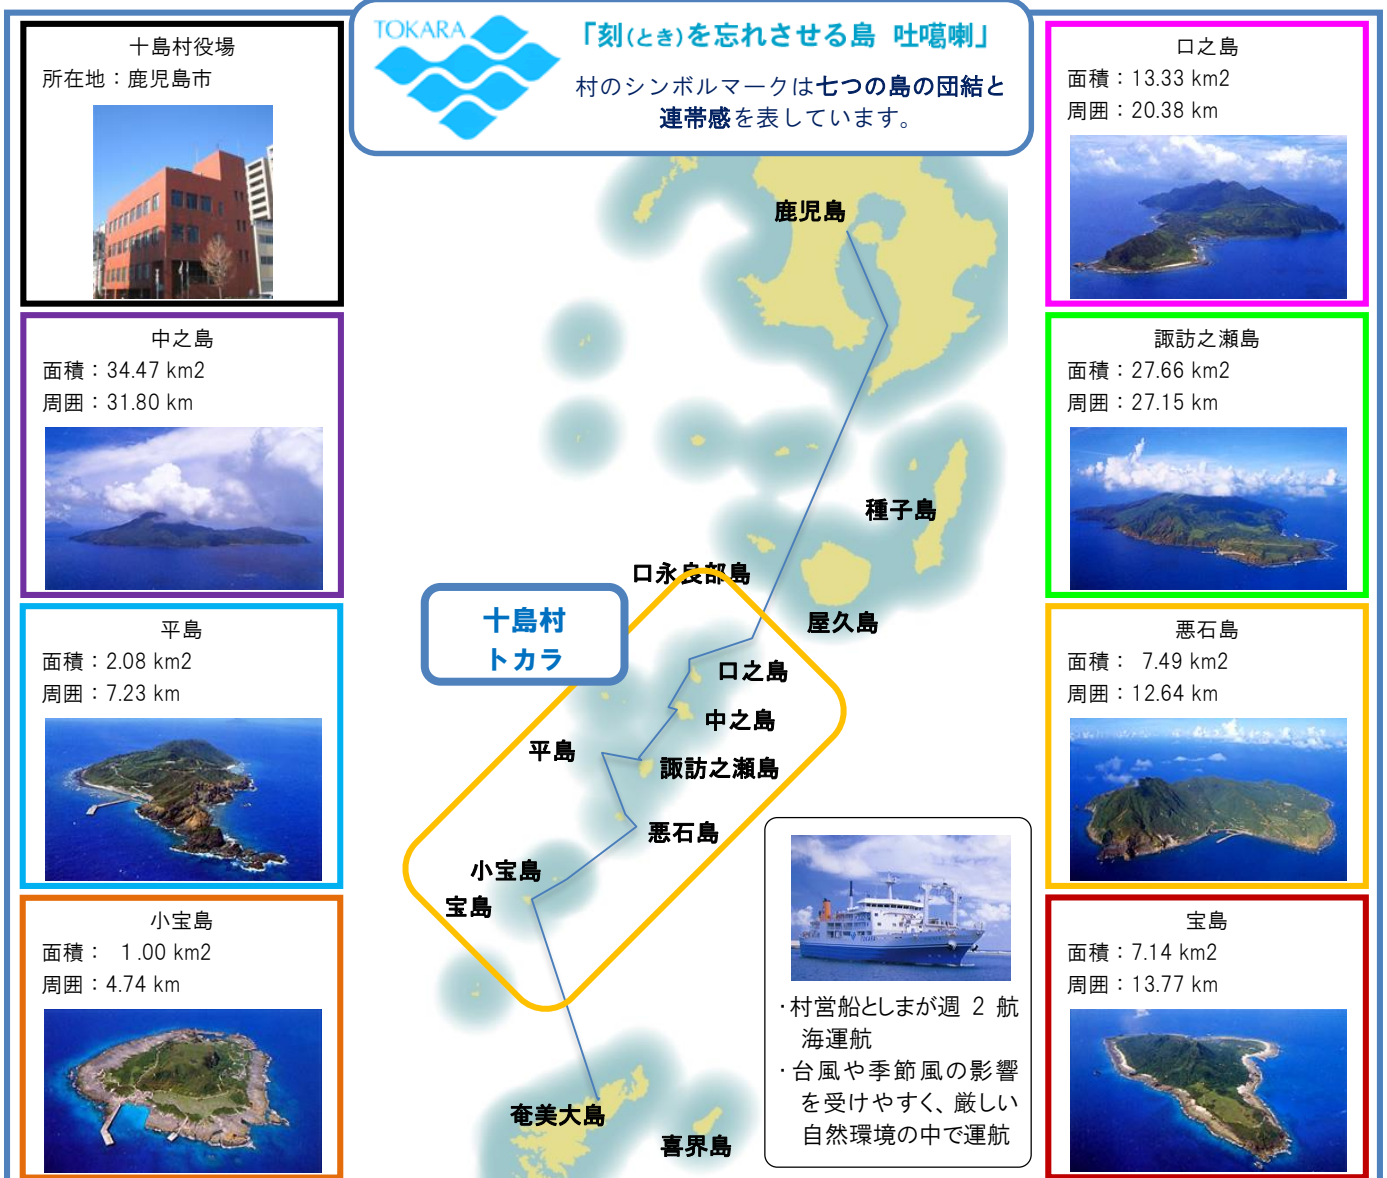 TOKARA
「刻(とき)を忘れさせる島 吐噶喇」
村のシンボルマークは七つの島の団結と
連帯感を表しています。
十島村役場
所在地：鹿児島市
中之島
面積：34.47 km2
周囲：31.80 km
平島
面積：2.08 km2
周囲：7.23 km
小宝島
面積： 1.00 km2
周囲：4.74 km
鹿児島
種子島
口永良部島
屋久島
十島村
トカラ
口之島
中之島
平島
諏訪之瀬島
悪石島
小宝島
宝島
奄美大島
喜界島
・村営船としまが週 2 航
海運航
・台風や季節風の影響
を受けやすく、厳しい
自然環境の中で運航
口之島
面積：13.33 km2
周囲：20.38 km
諏訪之瀬島
面積：27.66 km2
周囲：27.15 km
悪石島
面積： 7.49 km2
周囲：12.64 km
宝島
面積：7.14 km2
周囲：13.77 km